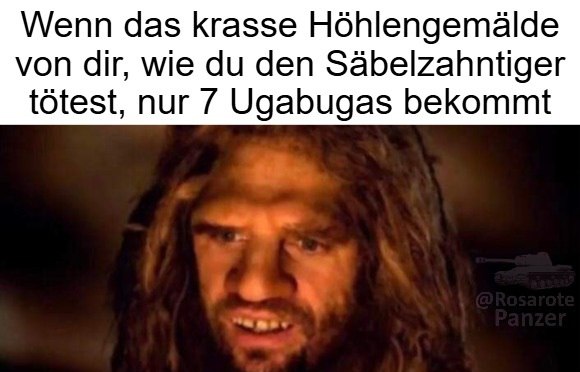 Wenn das krasse Höhlengemälde
von dir, wie du den Säbelzahntiger
tötest, nur 7 Ugabugas bekommt
@Rosarote
Panzer